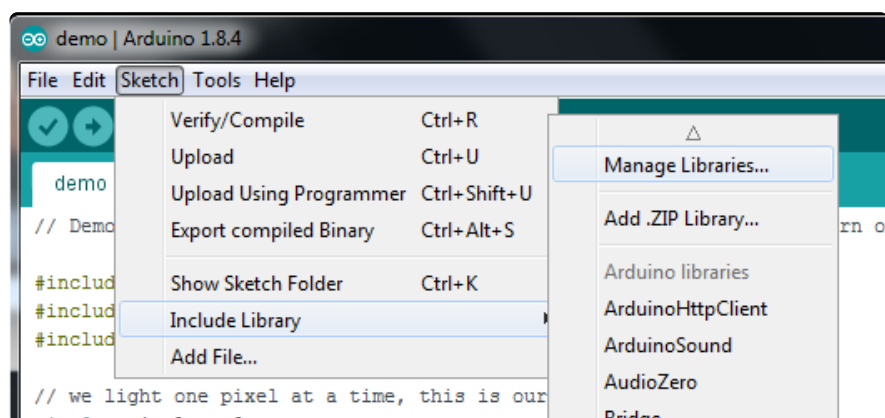 demo | Arduino 1.8.4
File Edit Sketch Tools Help
demo
Verify/Compile Ctrl+R
Upload Ctrl+U
Upload Using Programmer Ctrl+Shift+U
Export compiled Binary Ctrl+Alt+S
Show Sketch Folder Ctrl+K
Include Library
Add File...
Manage Libraries...
Add .ZIP Library...
Arduino libraries
ArduinoHttpClient
ArduinoSound
AudioZero
Bridge
// Demo
rn o
#includ
#includ
#includ
// we light one pixel at a time, this is our